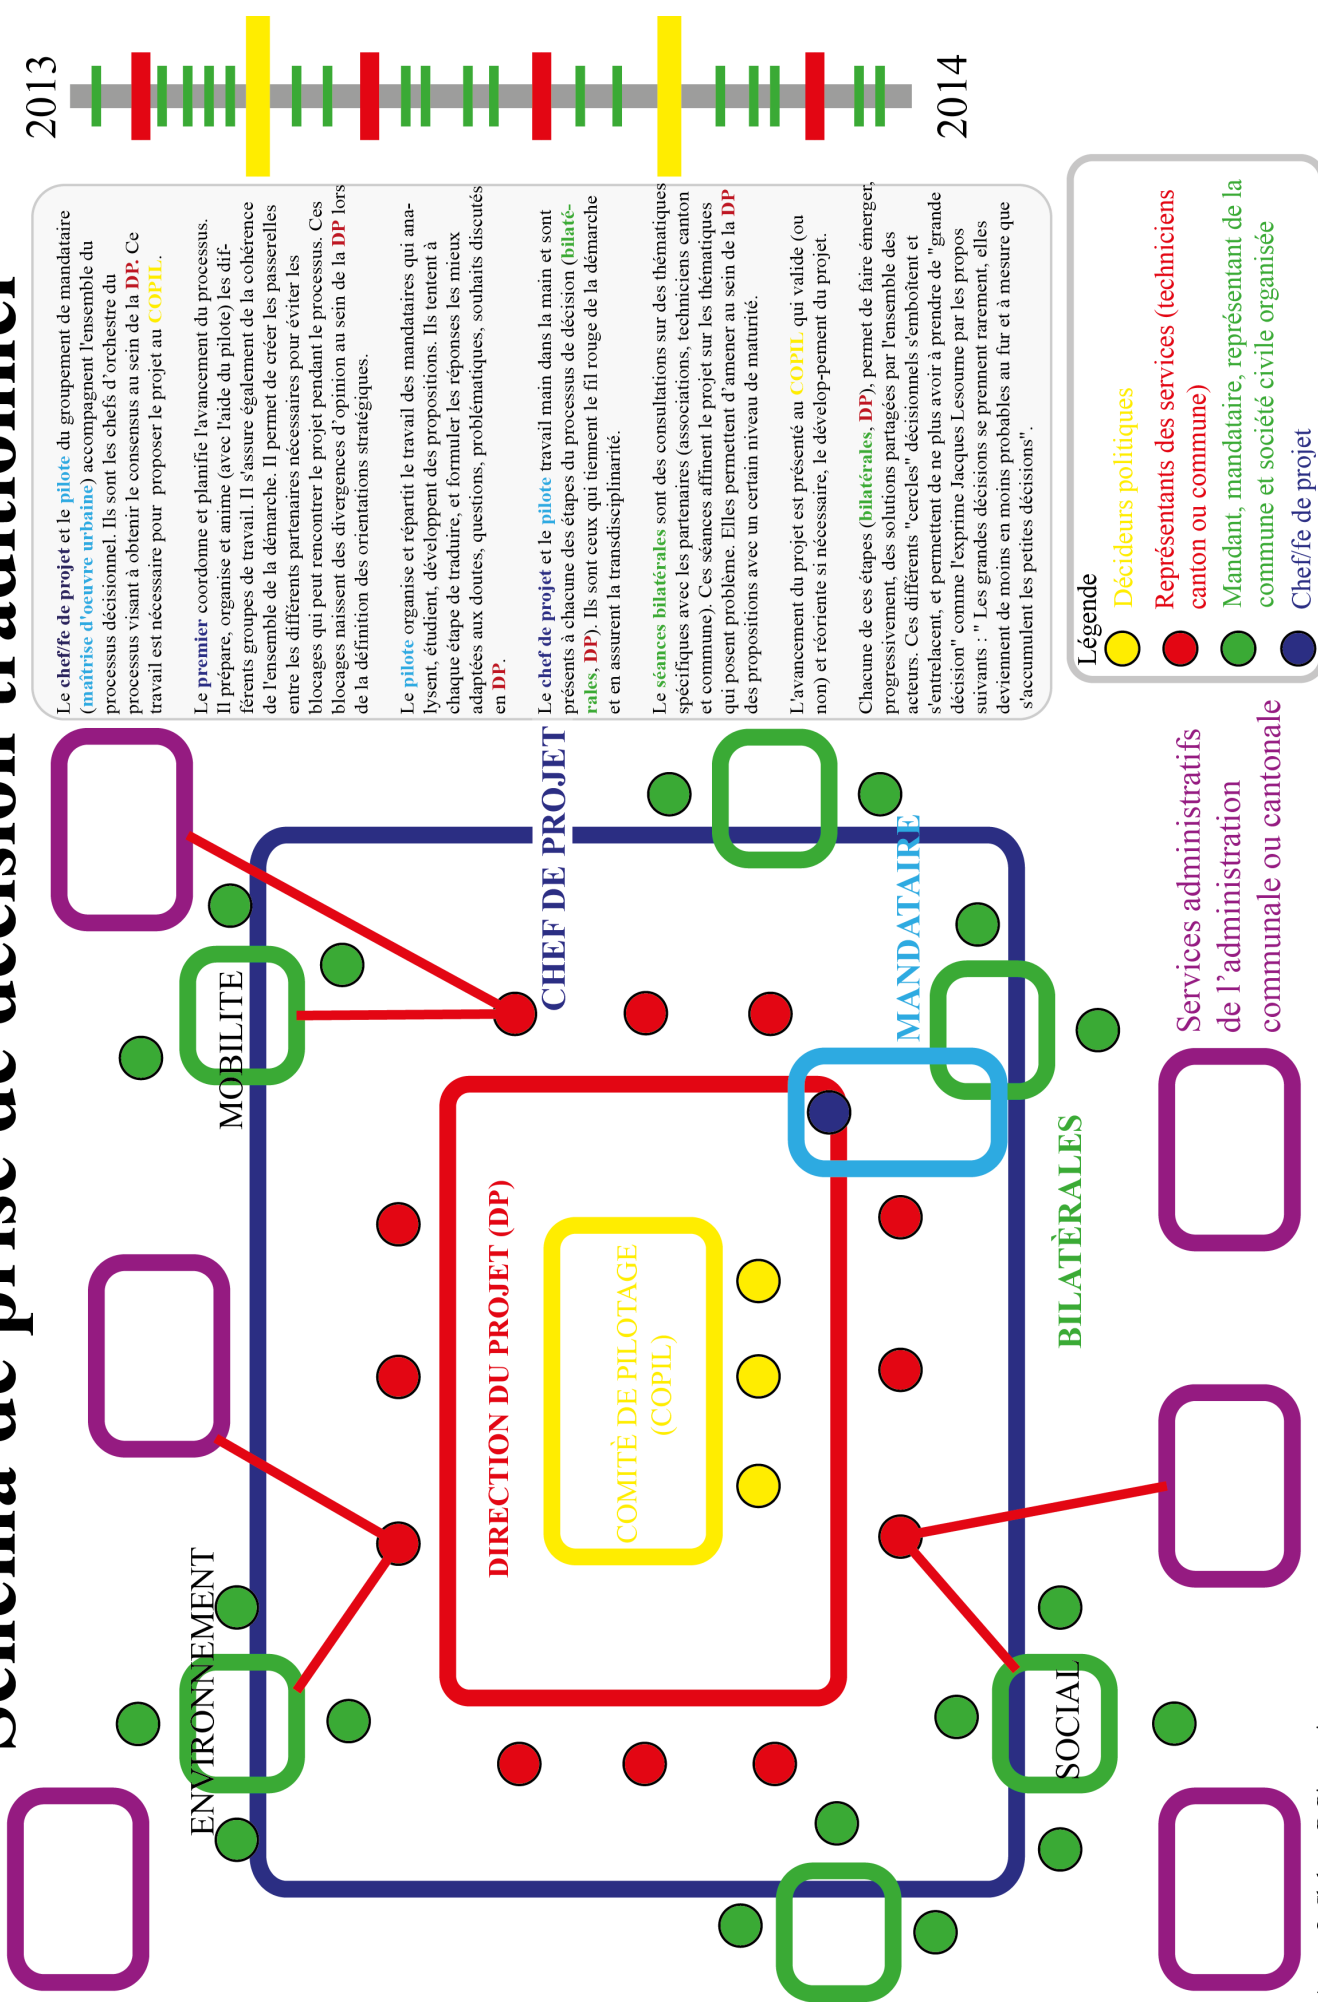 Schéma de prise de décision traditionnel
ENVIRONNEMENT
MOBILITE
DIRECTION DU PROJET (DP)
COMITÈ DE PILOTAGE
(COPIL)
CHEF DE PROJET
MANDATAIRE
BILATÈRALES
SOCIAL
Services administratifs
de l’administration
communale ou cantonale
2013
2014
Le chef/fe de projet et le pilote du groupement de mandataire
(maîtrise d'oeuvre urbaine) accompagnent l'ensemble du
processus décisionnel. Ils sont les chefs d’orchestre du
processus visant à obtenir le consensus au sein de la DP. Ce
travail est nécessaire pour proposer le projet au COPIL.
Le premier coordonne et planifie l'avancement du processus.
Il prépare, organise et anime (avec l'aide du pilote) les dif-
férents groupes de travail. Il s'assure également de la cohérence
de l'ensemble de la démarche. Il permet de créer les passerelles
entre les différents partenaires nécessaires pour éviter les
blocages qui peut rencontrer le projet pendant le processus. Ces
blocages naissent des divergences d’opinion au sein de la DP lors
de la définition des orientations stratégiques.
Le pilote organise et répartit le travail des mandataires qui ana-
lysent, étudient, développent des propositions. Ils tentent à
chaque étape de traduire, et formuler les réponses les mieux
adaptées aux doutes, questions, problématiques, souhaits discutés
en DP.
Le chef de projet et le pilote travail main dans la main et sont
présents à chacune des étapes du processus de décision (bilaté-
rales, DP). Ils sont ceux qui tiennent le fil rouge de la démarche
et en assurent la transdisciplinarité.
Le séances bilatérales sont des consultations sur des thématiques
spécifiques avec les partenaires (associations, techniciens canton
et commune). Ces séances affinent le projet sur les thématiques
qui posent problème. Elles permettent d’amener au sein de la DP
des propositions avec un certain niveau de maturité.
L'avancement du projet est présenté au COPIL qui valide (ou
non) et réoriente si nécessaire, le dévelop-pement du projet.
Chacune de ces étapes (bilatérales, DP), permet de faire émerger,
progressivement, des solutions partagées par l'ensemble des
acteurs. Ces différents "cercles" décisionnels s'emboîtent et
s'entrelacent, et permettent de ne plus avoir à prendre de "grande
décision" comme l'exprime Jacques Lesourne par les propos
suivants : " Les grandes décisions se prennent rarement, elles
deviennent de moins en moins probables au fur et à mesure que
s'accumulent les petites décisions".
Légende
Décideurs politiques
Représentants des services (techniciens
canton ou commune)
Mandant, mandataire, représentant de la
commune et société civile organisée
Chef/fe de projet